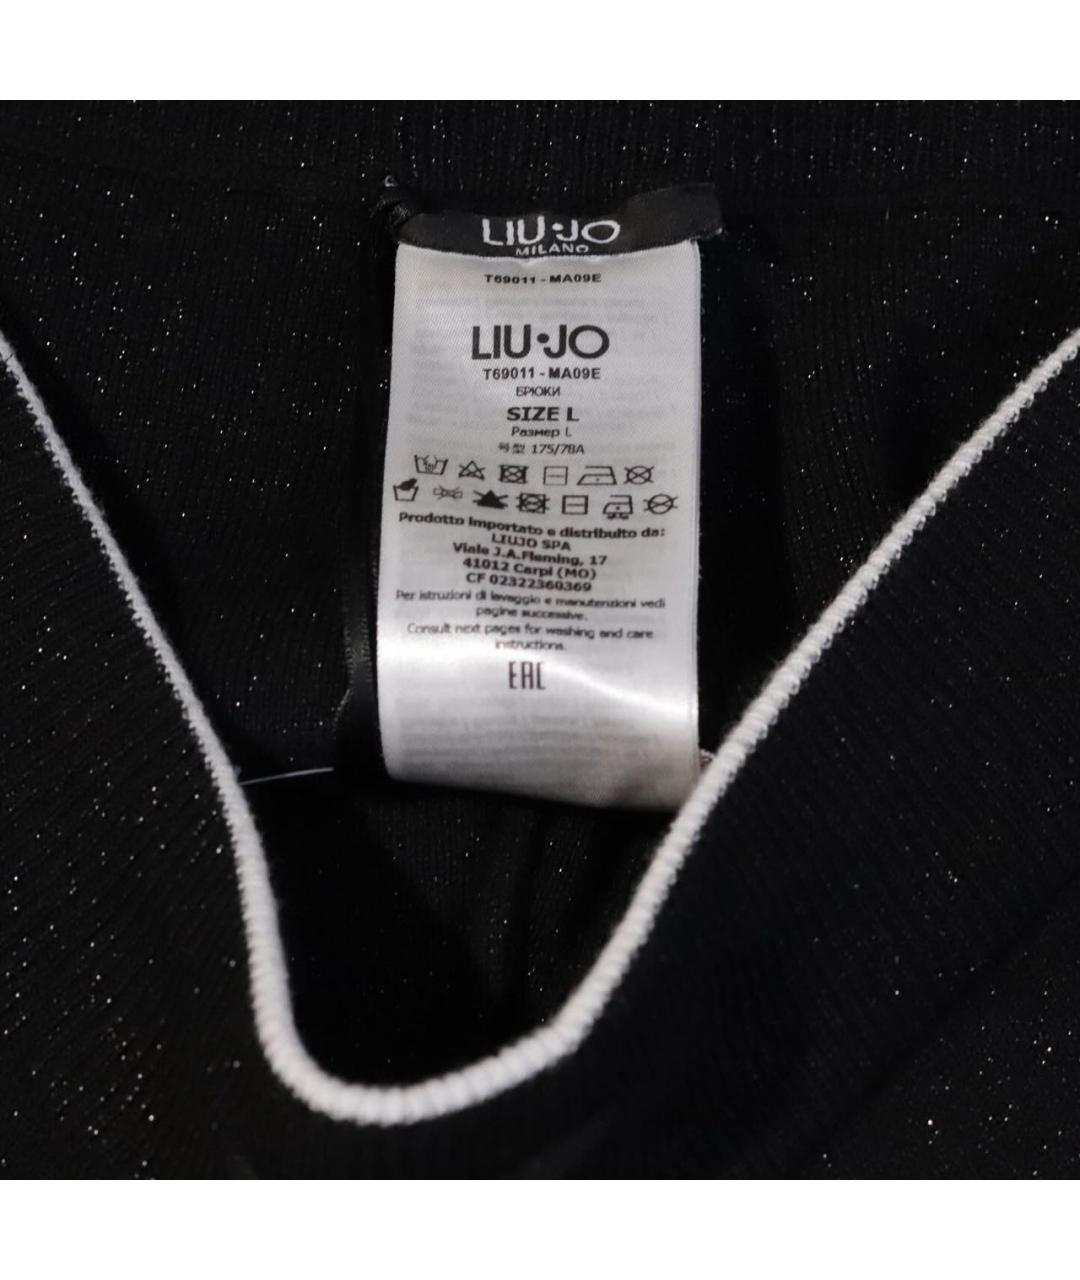 LIU•JO
MILANO
T69011 - MA09E
LIU•JO
T69011 - MA09E
БРЮКИ
SIZE L
Размер L
号型 175/78A
Prodotto importato e distribuito da:
LIUJO SPA
Viale J.A.Fleming, 17
41012 Carpi (MO)
CF 02322360369
Per istruzioni di lavaggio e manutenzioni vedi
pagine successive.
Consult next pages for washing and care
instructions.
EAC